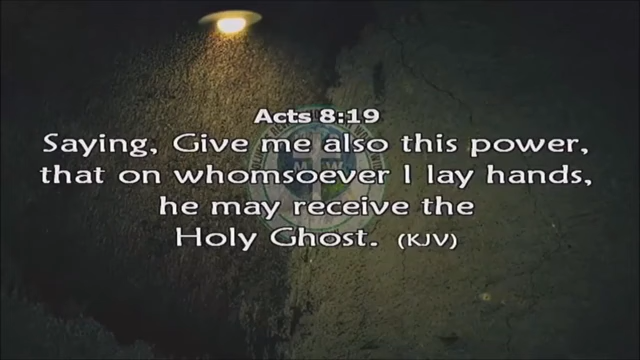 Acts 8:19
Saying, Give me also this power,
that on whomsoever I lay hands,
he may receive the
Holy Ghost. (KJV)